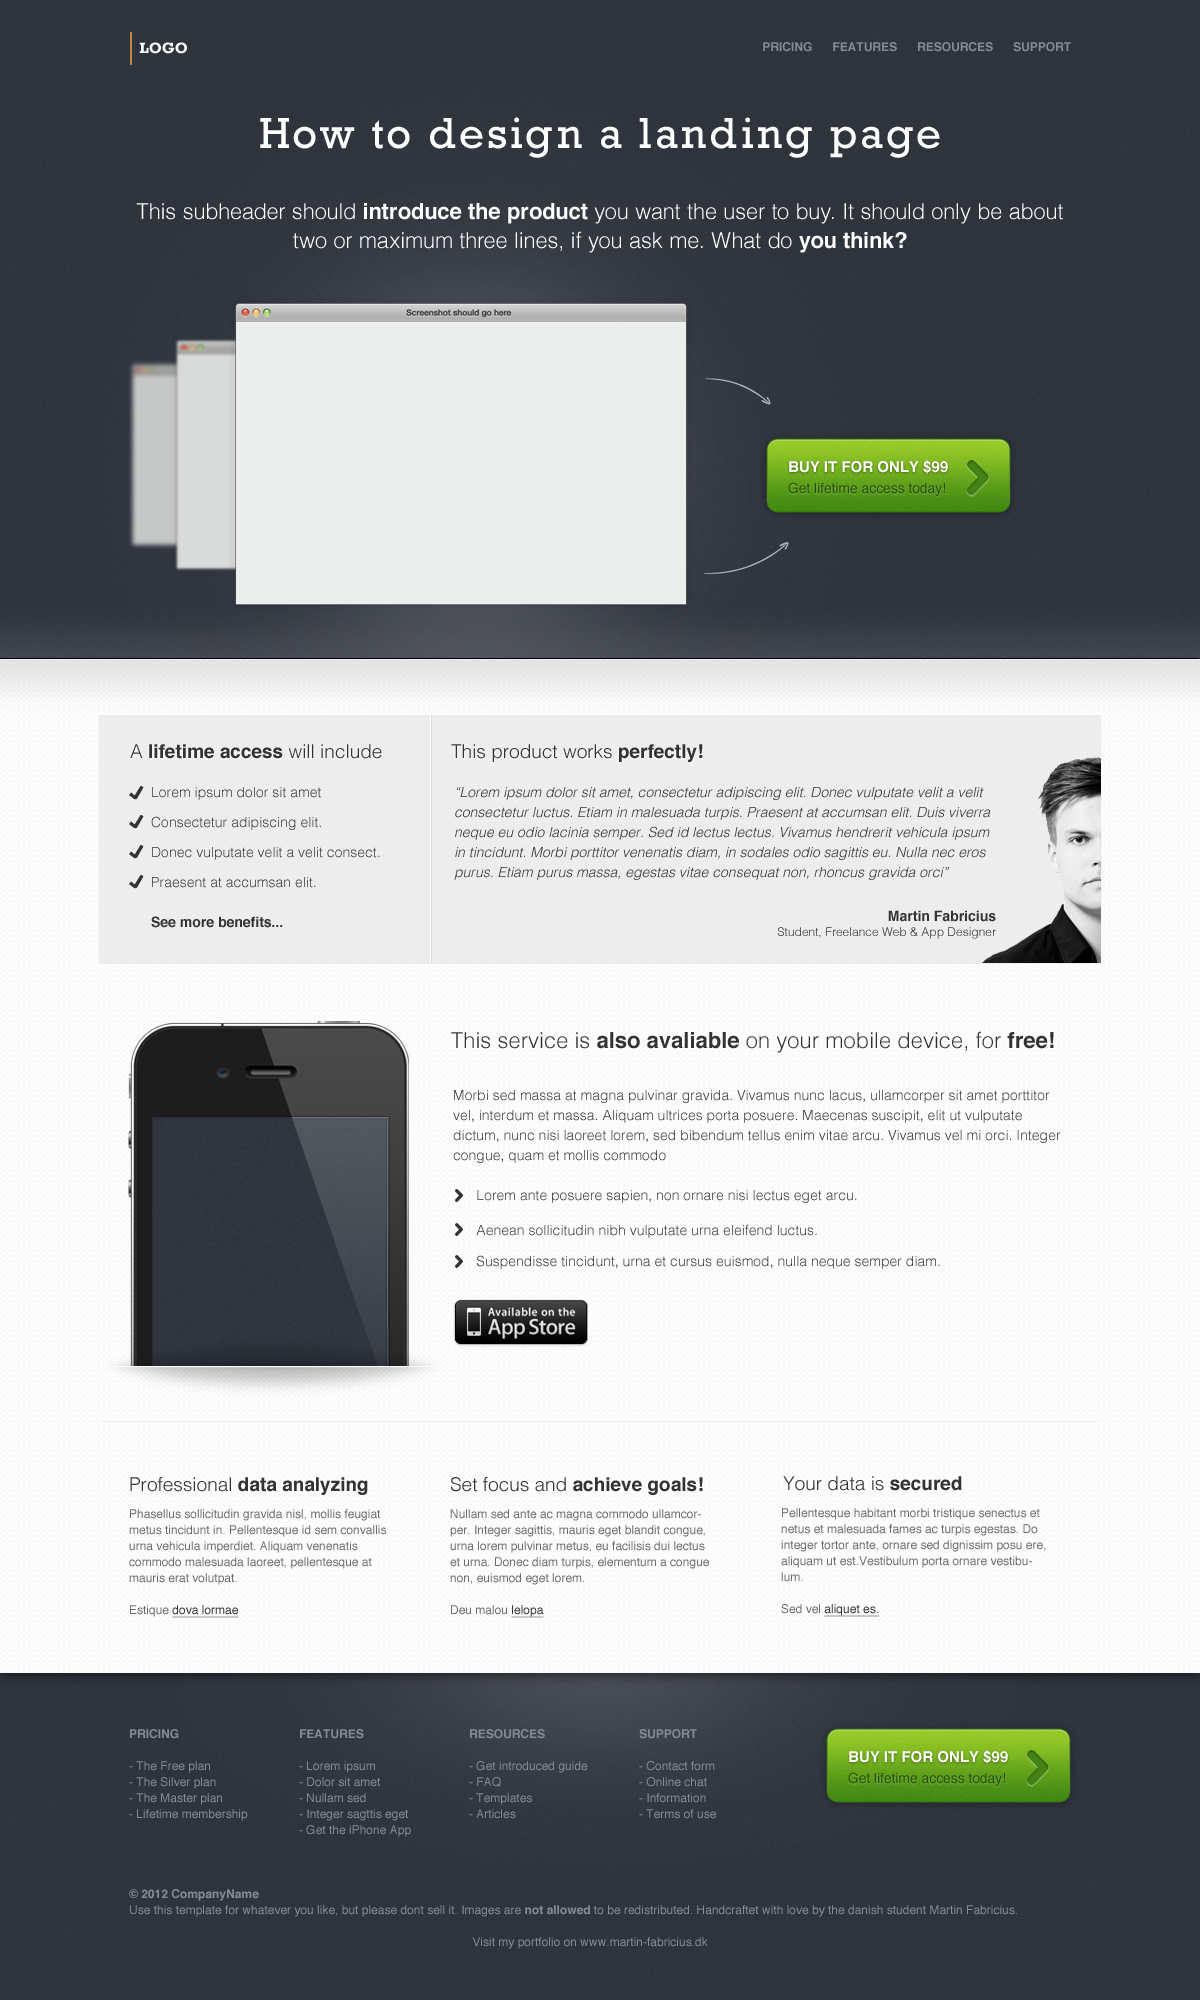 LOGO
PRICING FEATURES RESOURCES SUPPORT
How to design a landing page
This subheader should introduce the product you want the user to buy. It should only be about
two or maximum three lines, if you ask me. What do you think?
Screenshot should go here
BUY IT FOR ONLY $99
Get lifetime access today!
A lifetime access will include
Lorem ipsum dolor sit amet
Consectetur adipiscing elit.
Donec vulputate velit a velit consect.
Praesent at accumsan elit.
See more benefits...
This product works perfectly!
“Lorem ipsum dolor sit amet, consectetur adipiscing elit. Donec vulputate velit a velit
consectetur luctus. Etiam in malesuada turpis. Praesent at accumsan elit. Duis viverra
neque eu odio lacinia semper. Sed id lectus lectus. Vivamus hendrerit vehicula ipsum
in tincidunt. Morbi porttitor venenatis diam, in sodales odio sagittis eu. Nulla nec eros
purus. Etiam purus massa, egestas vitae consequat non, rhoncus gravida orci”
Martin Fabricius
Student, Freelance Web & App Designer
This service is also avaliable on your mobile device, for free!
Morbi sed massa at magna pulvinar gravida. Vivamus nunc lacus, ullamcorper sit amet porttitor
vel, interdum et massa. Aliquam ultrices porta posuere. Maecenas suscipit, elit ut vulputate
dictum, nunc nisi laoreet lorem, sed bibendum tellus enim vitae arcu. Vivamus vel mi orci. Integer
congue, quam et mollis commodo
Lorem ante posuere sapien, non ornare nisi lectus eget arcu.
Aenean sollicitudin nibh vulputate urna eleifend luctus.
Suspendisse tincidunt, urna et cursus euismod, nulla neque semper diam.
Available on the
App Store
Professional data analyzing
Phasellus sollicitudin gravida nisl, mollis feugiat
metus tincidunt in. Pellentesque id sem convallis
urna vehicula imperdiet. Aliquam venenatis
commodo malesuada laoreet, pellentesque at
mauris erat volutpat.
Estique dova lormae
Set focus and achieve goals!
Nullam sed ante ac magna commodo ullamcor-
per. Integer sagittis, mauris eget blandit congue,
urna lorem pulvinar metus, eu facilisis dui lectus
et urna. Donec diam turpis, elementum a congue
non, euismod eget lorem.
Deu malou lelopa
Your data is secured
Pellentesque habitant morbi tristique senectus et
netus et malesuada fames ac turpis egestas. Do
integer tortor ante, ornare sed dignissim posu ere,
aliquam ut est.Vestibulum porta ornare vestibu-
lum.
Sed vel aliquet es.
PRICING
- The Free plan
- The Silver plan
- The Master plan
- Lifetime membership
FEATURES
- Lorem ipsum
- Dolor sit amet
- Nullam sed
- Integer sagttis eget
- Get the iPhone App
RESOURCES
- Get introduced guide
- FAQ
- Templates
- Articles
SUPPORT
- Contact form
- Online chat
- Information
- Terms of use
BUY IT FOR ONLY $99
Get lifetime access today!
© 2012 CompanyName
Use this template for whatever you like, but please dont sell it. Images are not allowed to be redistributed. Handcraftet with love by the danish student Martin Fabricius.
Visit my portfolio on www.martin-fabricius.dk